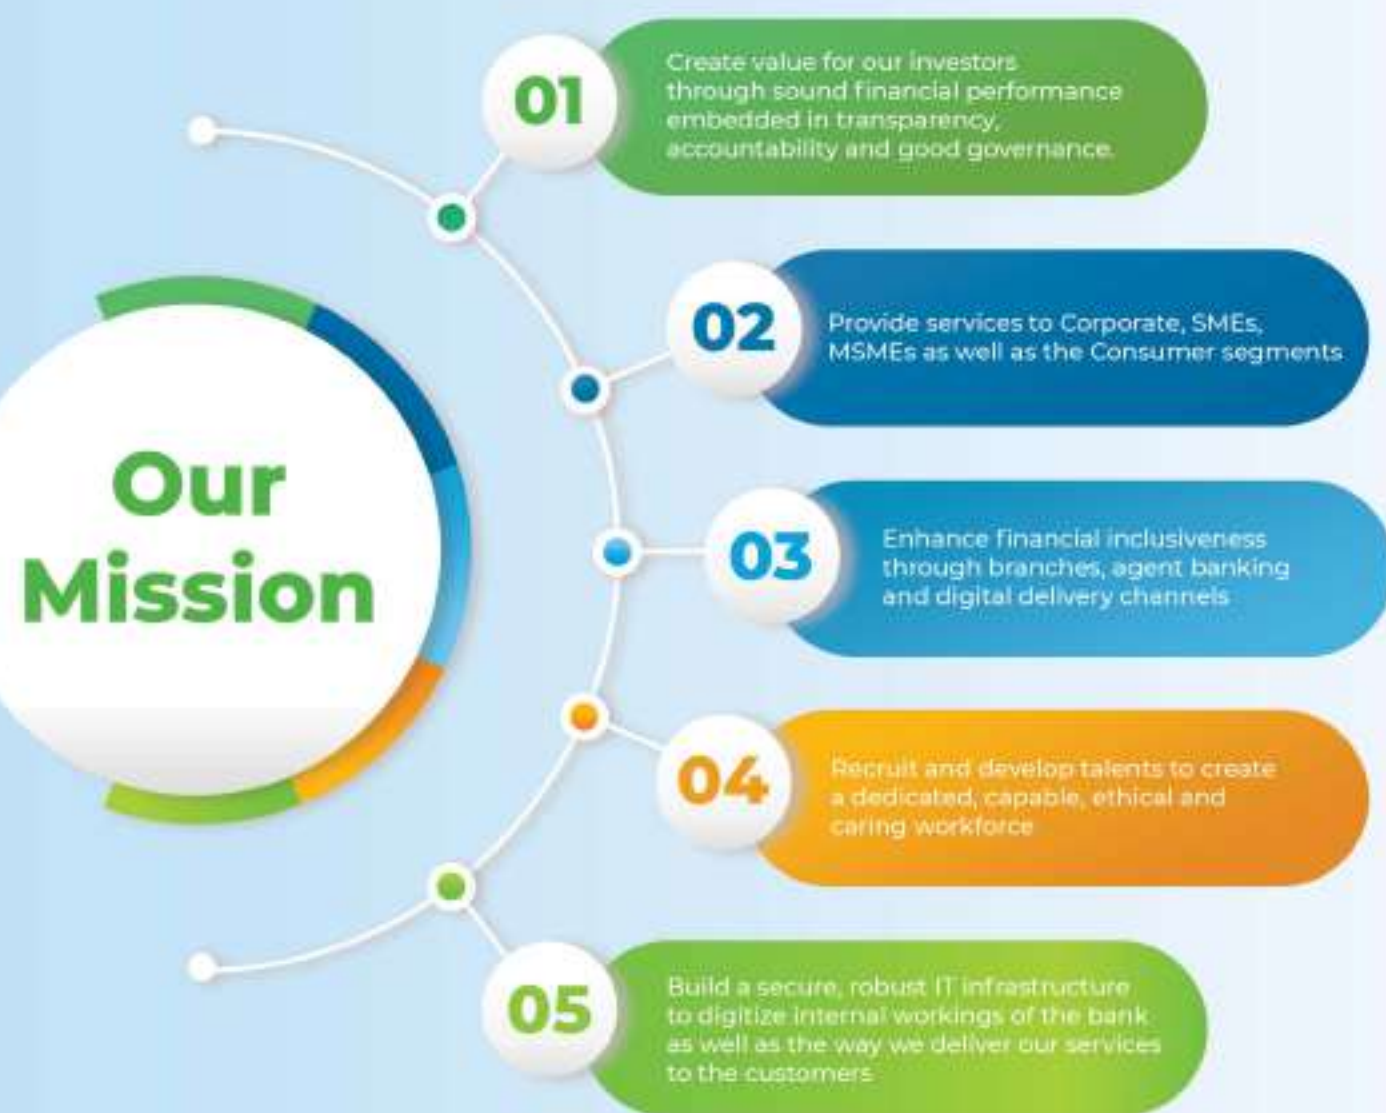 Our
Mission
01
Create value for our investors
through sound financial performance
embedded in transparency,
accountability and good governance.
02
Provide services to Corporate, SMEs,
MSMEs as well as the Consumer segments
03
Enhance financial inclusiveness
through branches, agent banking
and digital delivery channels
04
Recruit and develop talents to create
a dedicated, capable, ethical and
caring workforce
05
Build a secure, robust IT infrastructure
to digitize internal workings of the bank
as well as the way we deliver our services
to the customers